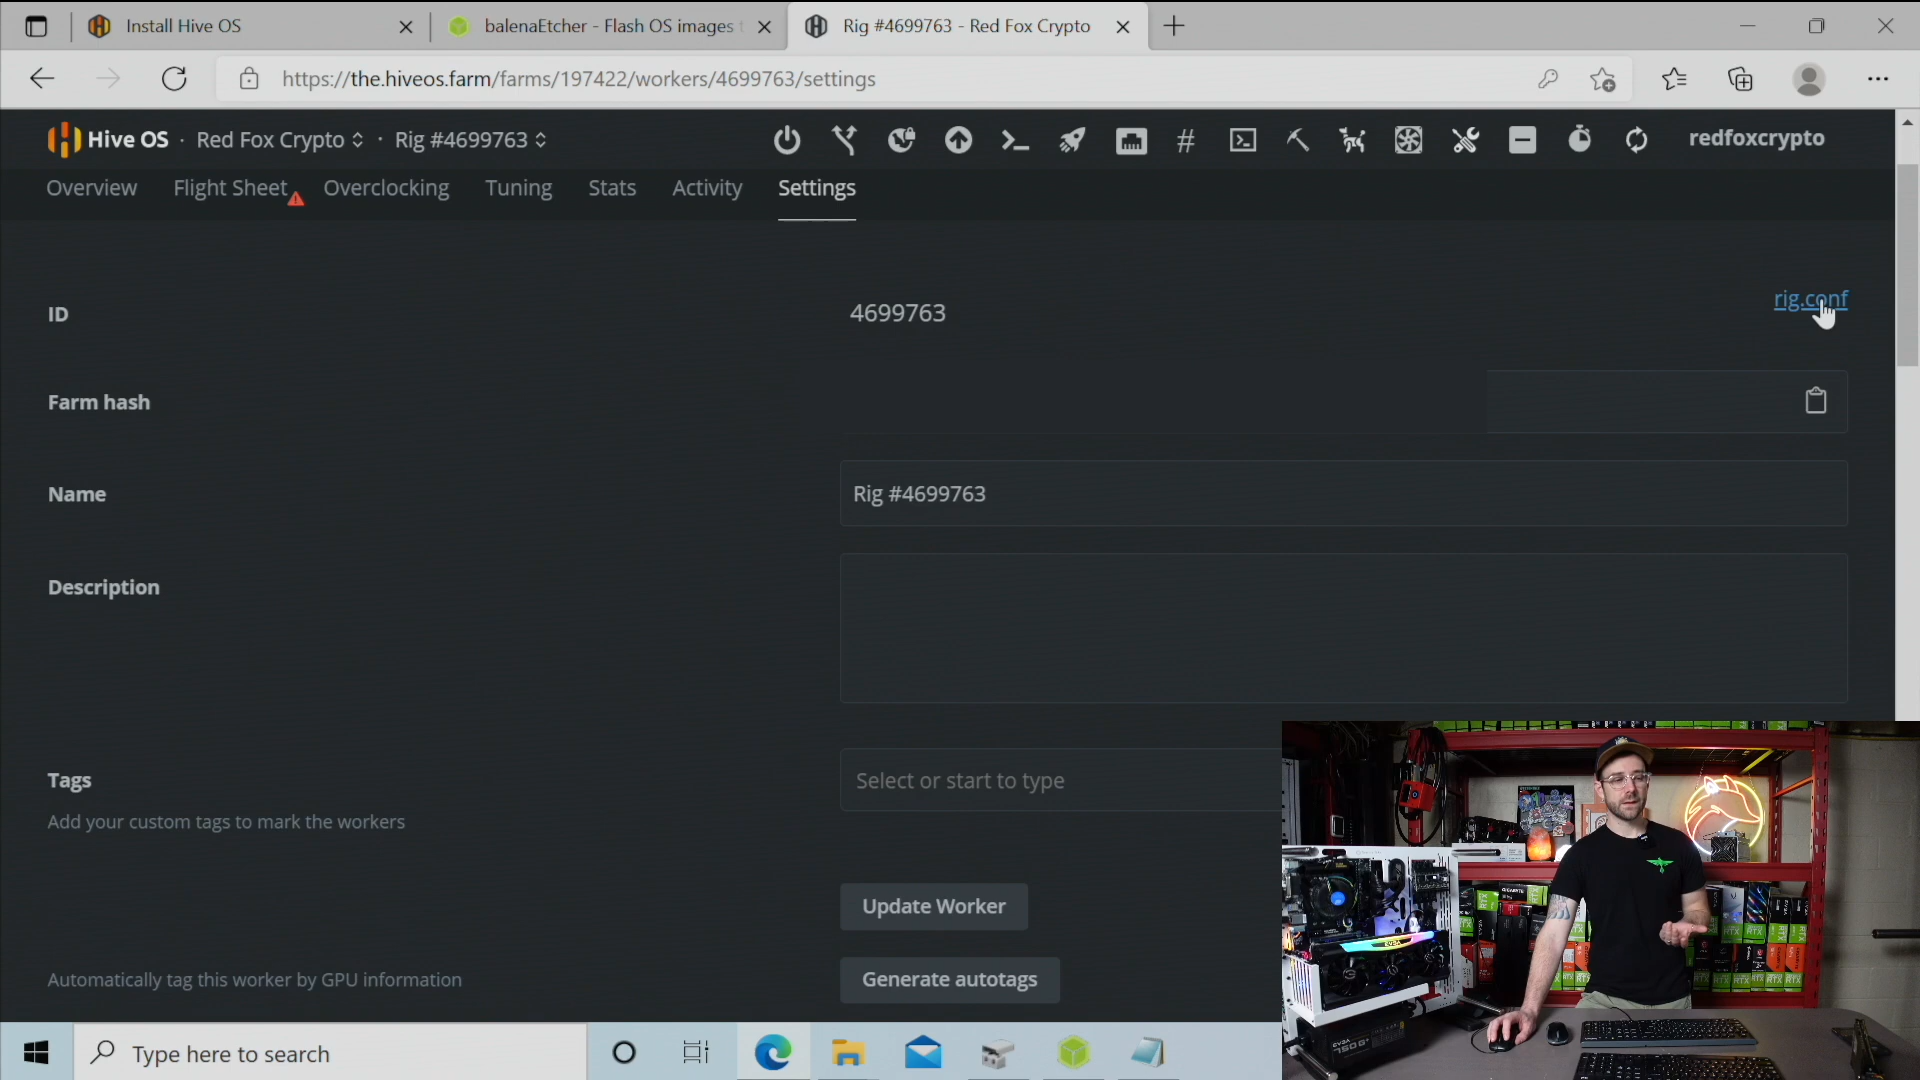 Install Hive OS
balenaEtcher - Flash OS images t
Rig #4699763 - Red Fox Crypto
https://the.hiveos.farm/farms/197422/workers/4699763/settings
Hive OS · Red Fox Crypto · Rig #4699763
redfoxcrypto
Overview Flight Sheet Overclocking Tuning Stats Activity Settings
ID
4699763
rig.conf
Farm hash
Name
Rig #4699763
Description
Tags
Select or start to type
Add your custom tags to mark the workers
Update Worker
Automatically tag this worker by GPU information
Generate autotags
Type here to search
EVGA
750 G+